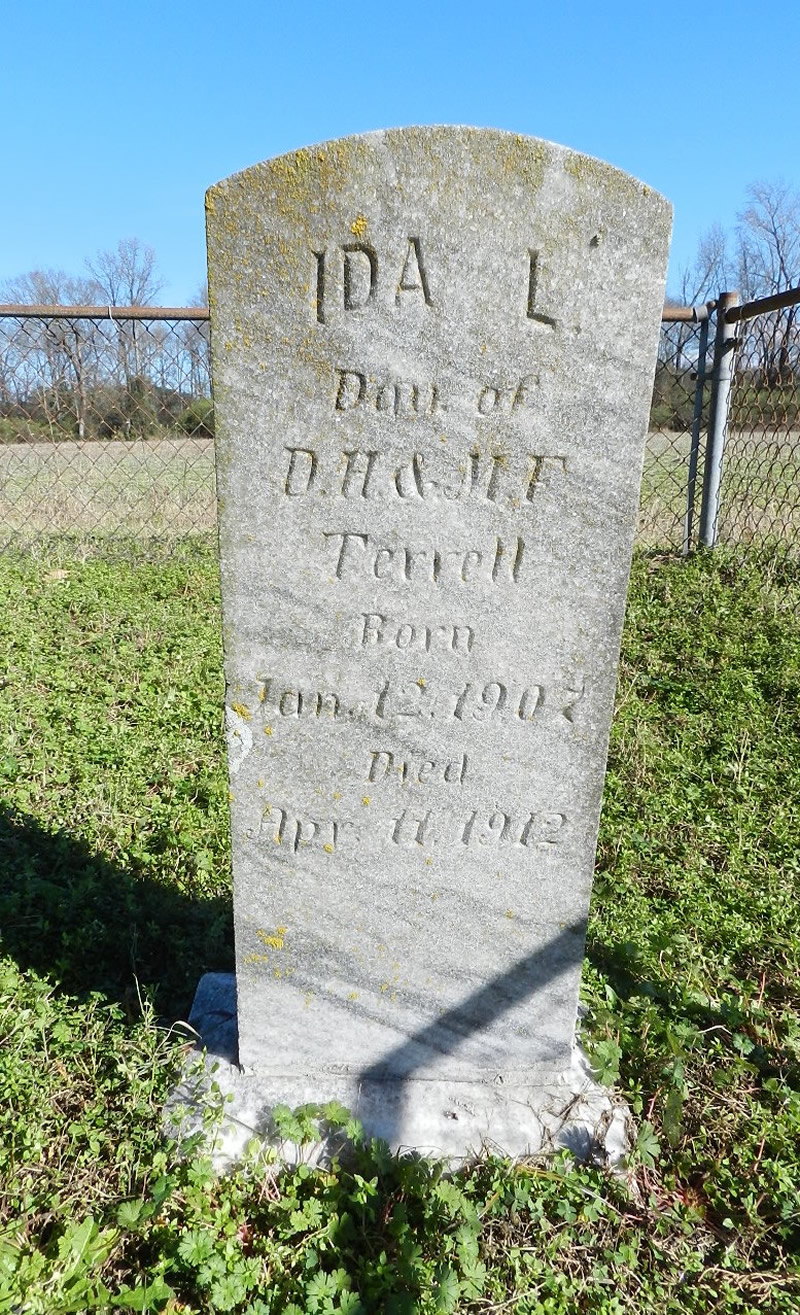 IDA L.
Dau. of
D.H. & M.F
Terrell
Born
Jan. 12. 1907
Died
Apr. 11. 1912